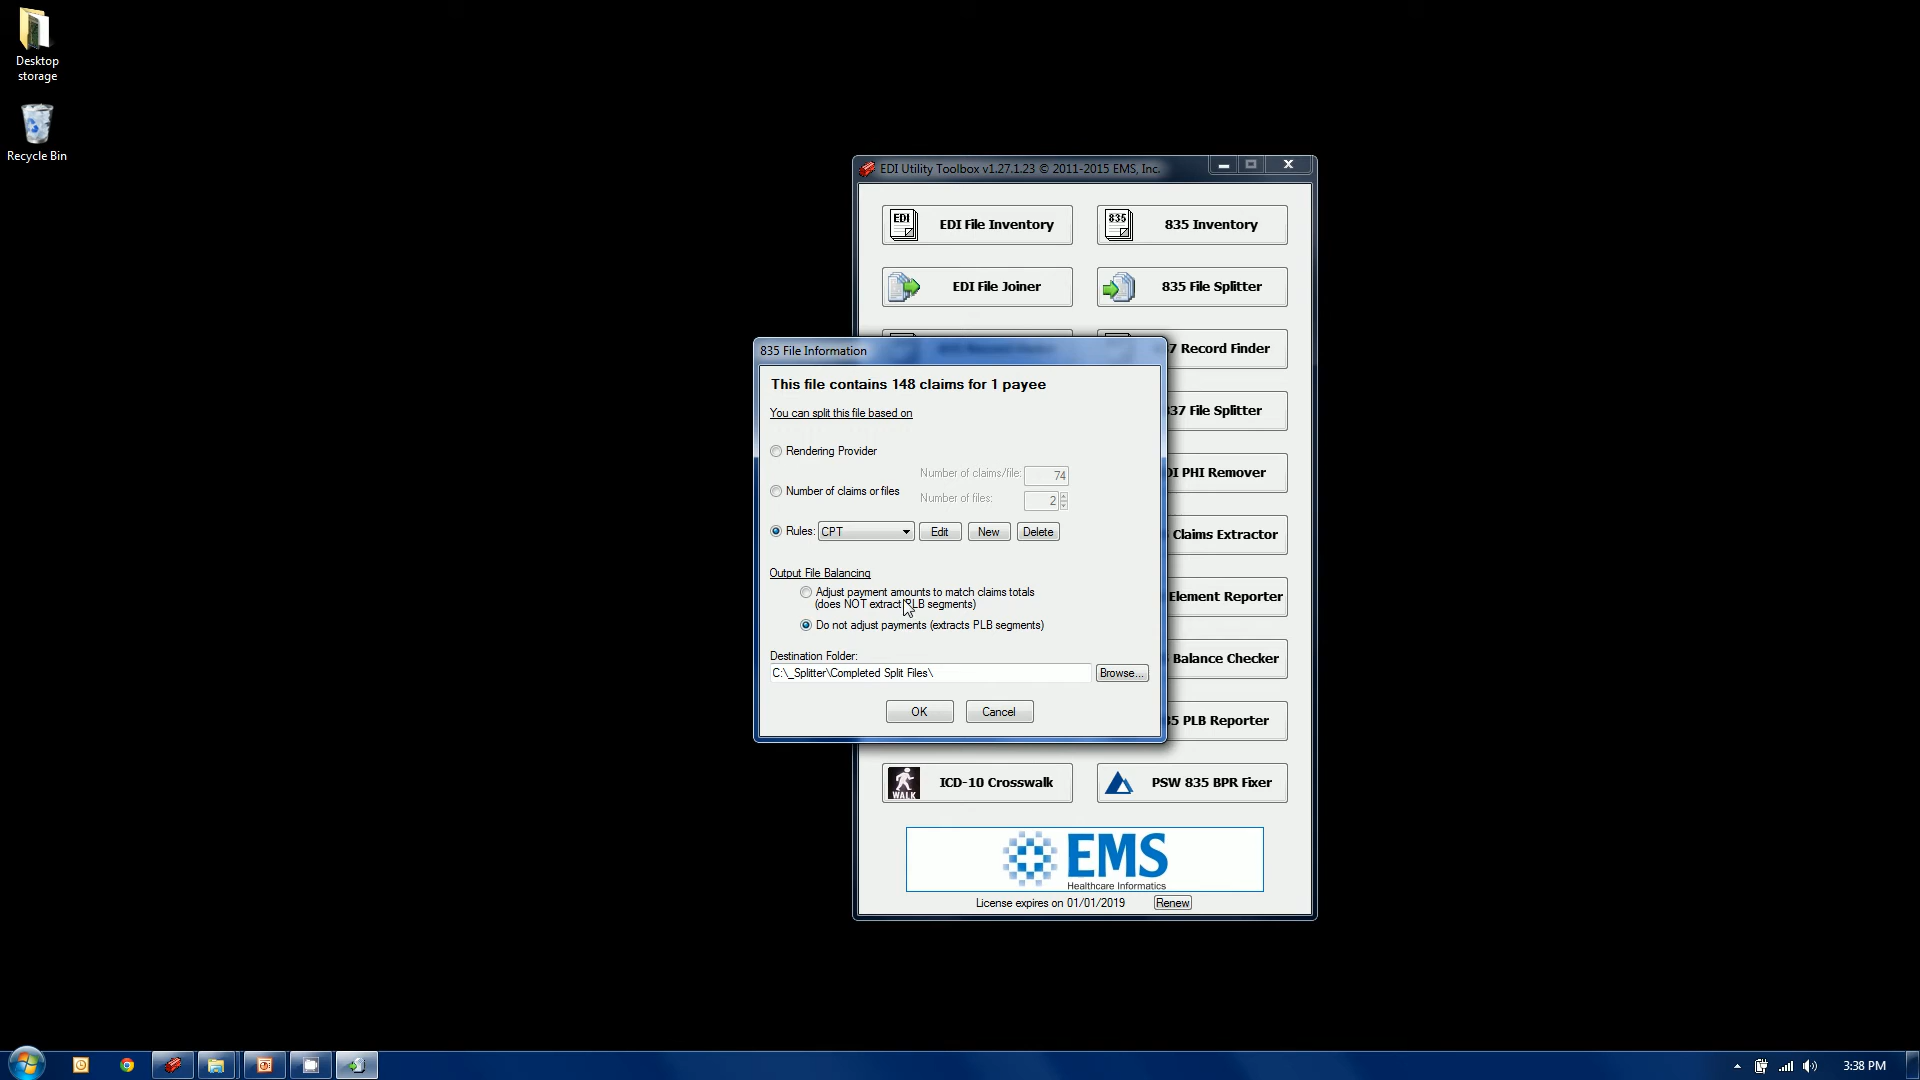 Desktop
storage
Recycle Bin
EDI Utility Toolbox v1.27.1.23 © 2011-2015 EMS, Inc.
EDI
EDI File Inventory
835
835 Inventory
EDI File Joiner
835 File Splitter
7 Record Finder
37 File Splitter
DI PHI Remover
Claims Extractor
Element Reporter
Balance Checker
35 PLB Reporter
WALK
ICD-10 Crosswalk
PSW 835 BPR Fixer
EMS
Healthcare Informatics
License expires on 01/01/2019
Renew
835 File Information
This file contains 148 claims for 1 payee
You can split this file based on
Rendering Provider
Number of claims/file: 74
Number of claims or files
Number of files: 2
Rules: CPT Edit New Delete
Output File Balancing
Adjust payment amounts to match claims totals
(does NOT extract PLB segments)
Do not adjust payments (extracts PLB segments)
Destination Folder:
C:\_Splitter\Completed Split Files\
Browse...
OK Cancel
3:38 PM